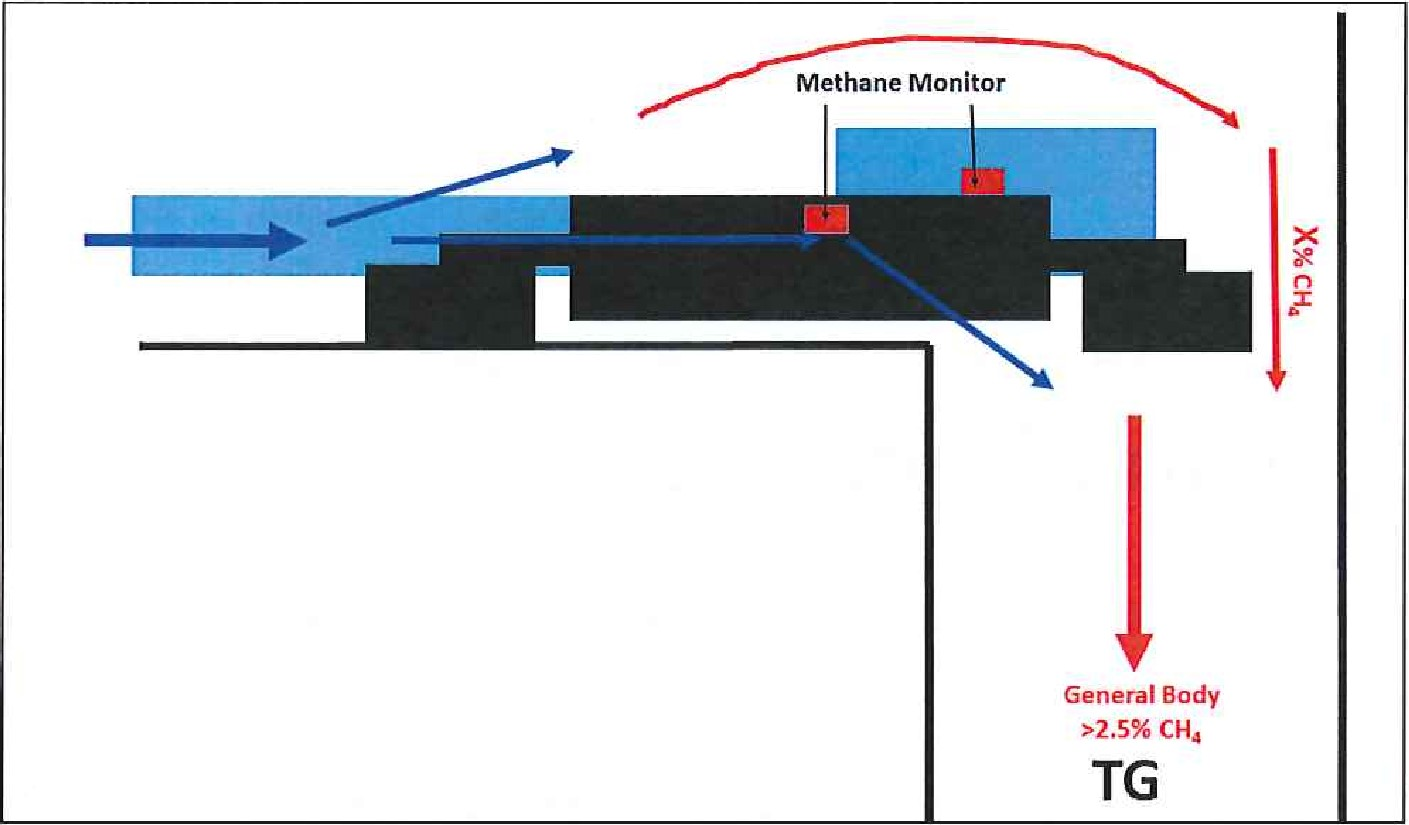 Methane Monitor
X% CH₄
General Body
>2.5% CH₄
TG